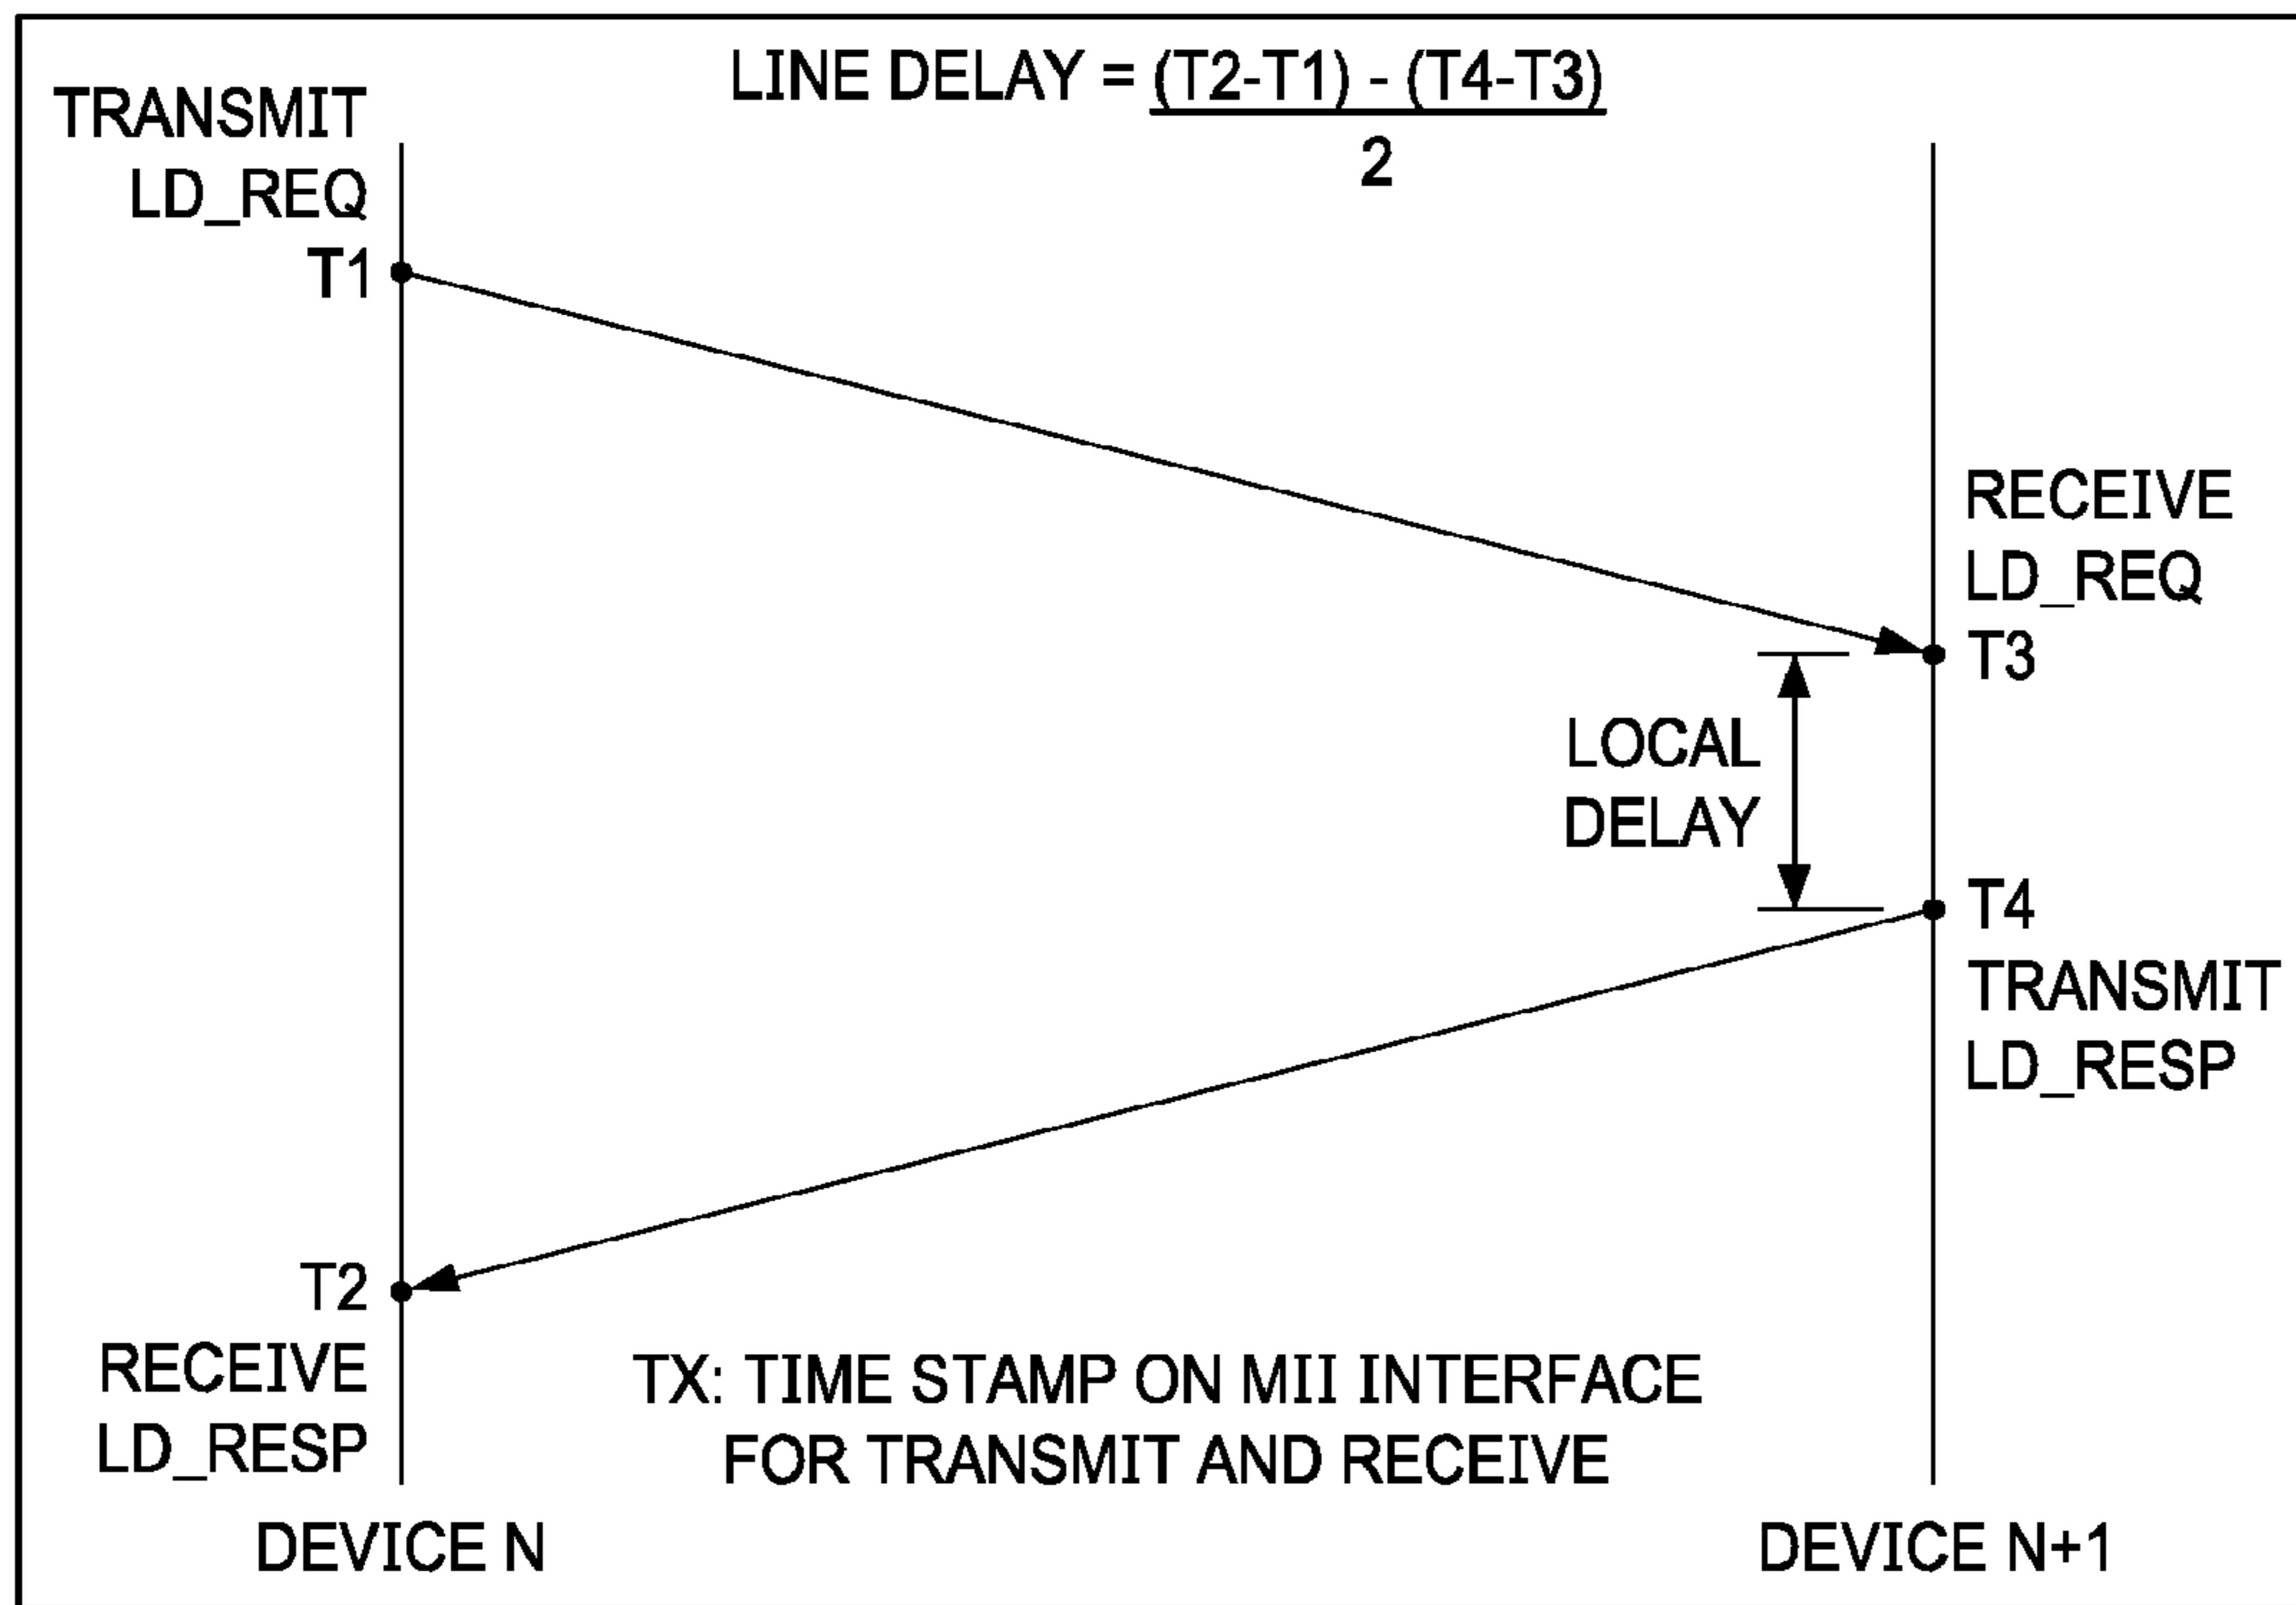 LINE DELAY = (T2-T1) - (T4-T3)
2
TRANSMIT
LD_REQ
T1
RECEIVE
LD_REQ
T3
LOCAL
DELAY
T4
TRANSMIT
LD_RESP
T2
RECEIVE
LD_RESP
TX: TIME STAMP ON MII INTERFACE
FOR TRANSMIT AND RECEIVE
DEVICE N
DEVICE N+1